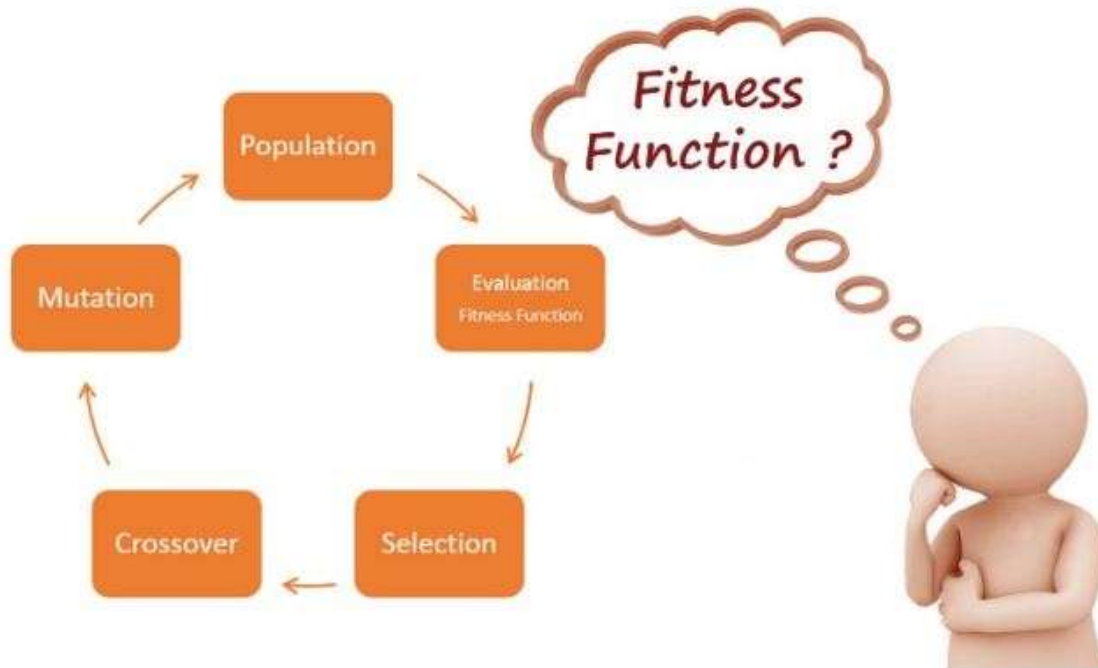 Fitness
Function ?
Population
Evaluation
Fitness Function
Mutation
Crossover
Selection